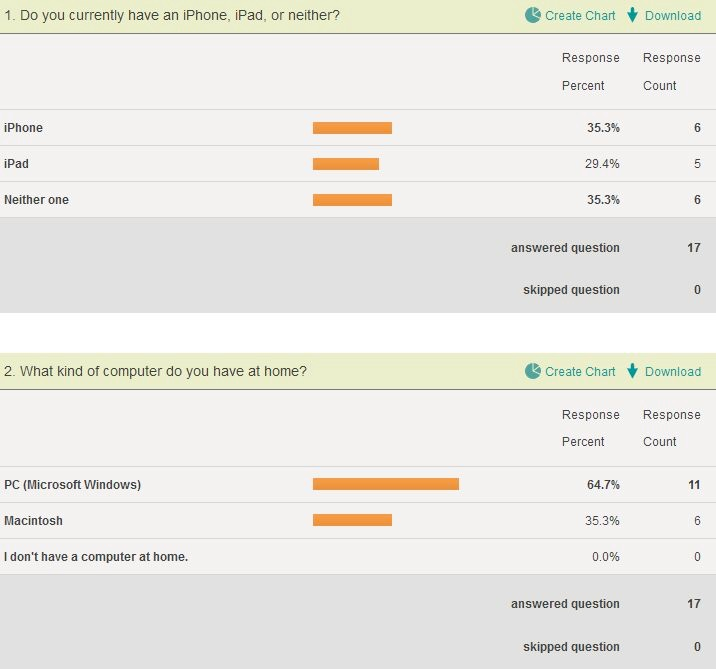 1. Do you currently have an iPhone, iPad, or neither? Create Chart Download
Response Response
Percent Count
iPhone 35.3% 6
iPad 29.4% 5
Neither one 35.3% 6
answered question 17
skipped question 0
2. What kind of computer do you have at home? Create Chart Download
Response Response
Percent Count
PC (Microsoft Windows) 64.7% 11
Macintosh 35.3% 6
I don't have a computer at home. 0.0% 0
answered question 17
skipped question 0